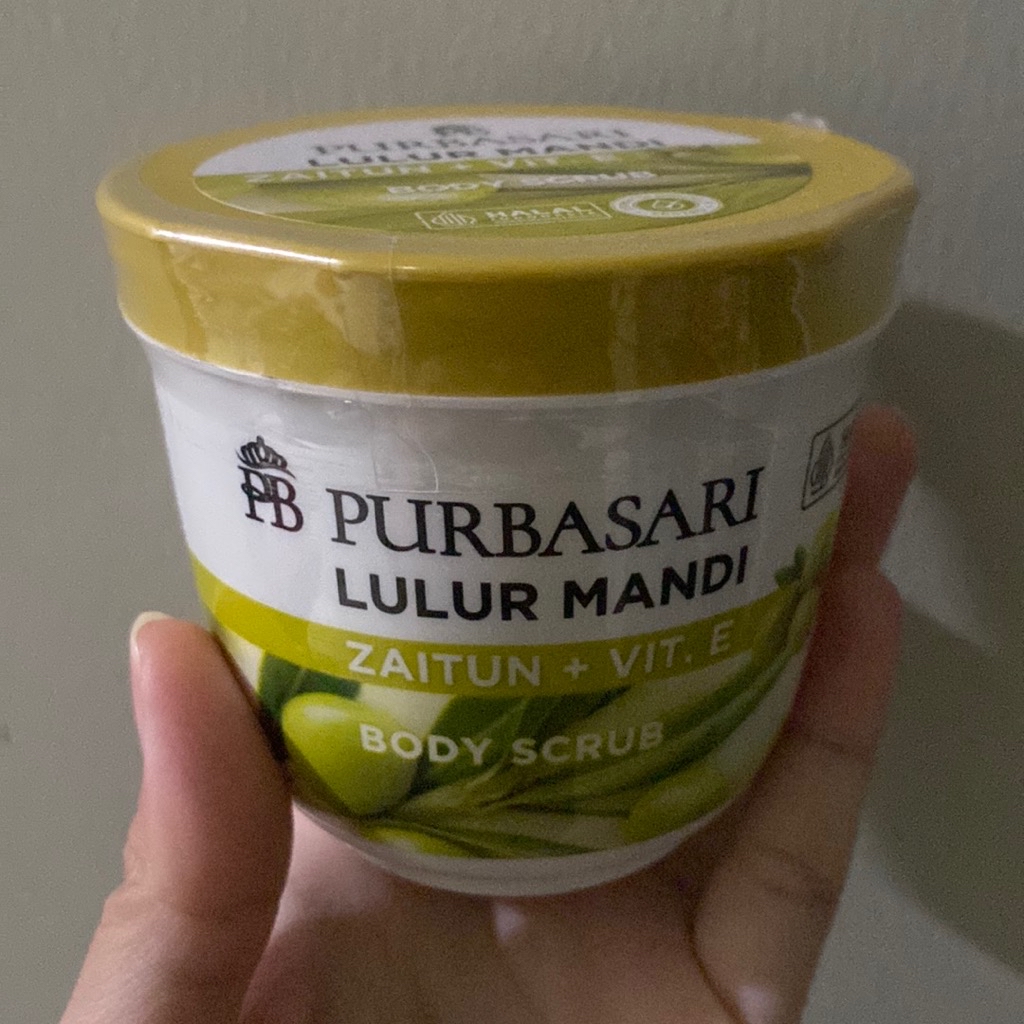 PURBASARI
LULUR MANDI
ZAITUN + VIT. E
BODY SCRUB
HALAL
PB PURBASARI
LULUR MANDI
ZAITUN + VIT. E
BODY SCRUB